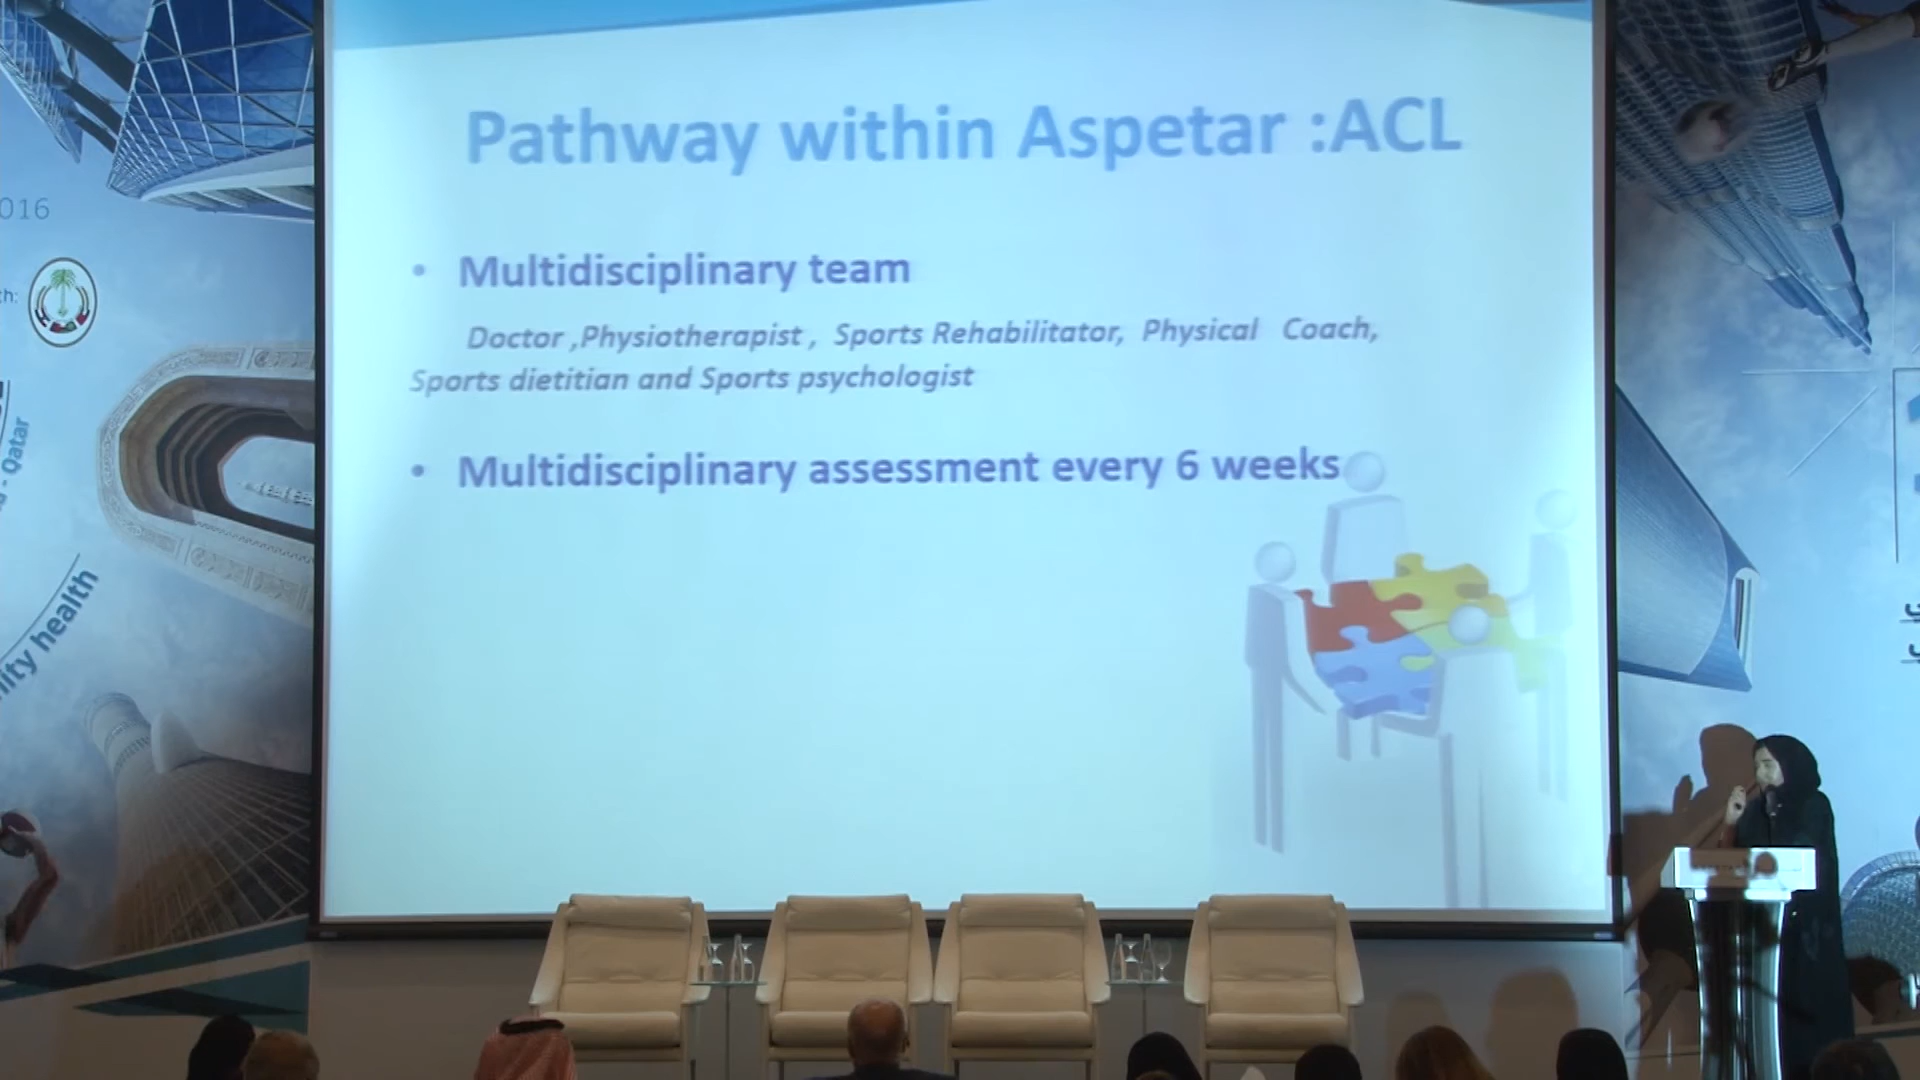 Pathway within Aspetar :ACL
• Multidisciplinary team
Doctor ,Physiotherapist , Sports Rehabilitator, Physical Coach,
Sports dietitian and Sports psychologist
• Multidisciplinary assessment every 6 weeks
016
th:
- Qatar
lity health